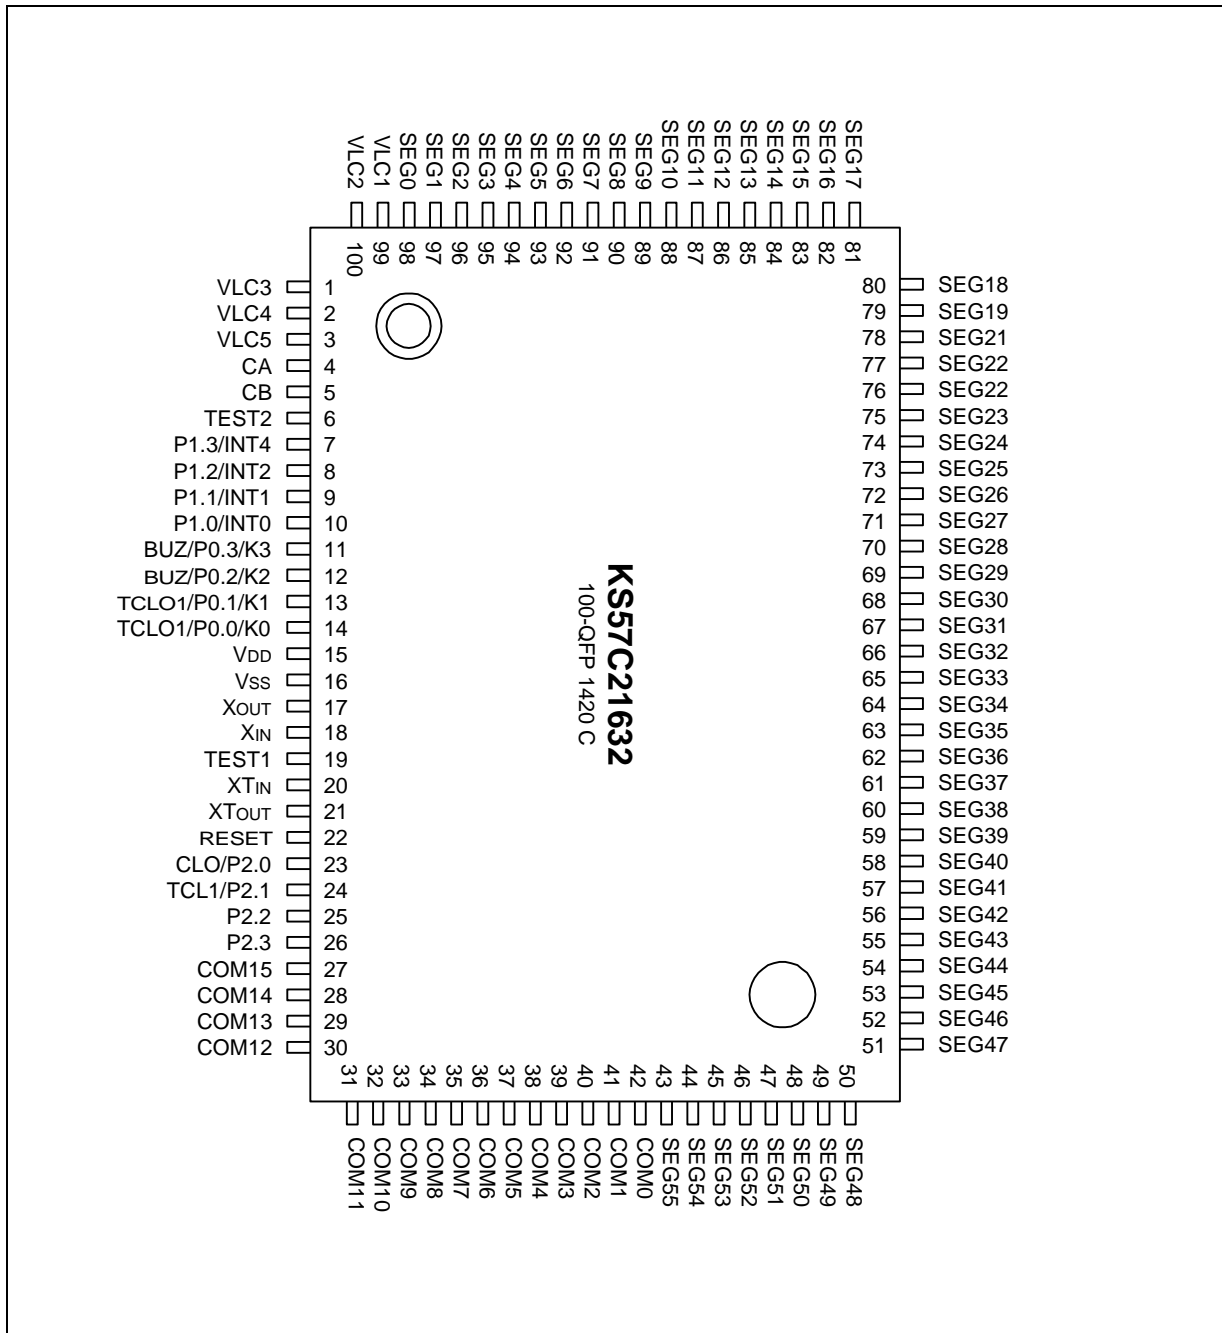 VLC2
VLC1
SEG0
SEG1
SEG2
SEG3
SEG4
SEG5
SEG6
SEG7
SEG8
SEG9
SEG10
SEG11
SEG12
SEG13
SEG14
SEG15
SEG16
SEG17
100
99
98
97
96
95
94
93
92
91
90
89
88
87
86
85
84
83
82
81
VLC3 1
VLC4 2
VLC5 3
CA 4
CB 5
TEST2 6
P1.3/INT4 7
P1.2/INT2 8
P1.1/INT1 9
P1.0/INT0 10
BUZ/P0.3/K3 11
BUZ/P0.2/K2 12
TCLO1/P0.1/K1 13
TCLO1/P0.0/K0 14
VDD 15
VSS 16
XOUT 17
XIN 18
TEST1 19
XTIN 20
XTOUT 21
RESET 22
CLO/P2.0 23
TCL1/P2.1 24
P2.2 25
P2.3 26
COM15 27
COM14 28
COM13 29
COM12 30
KS57C21632
100-QFP 1420 C
80 SEG18
79 SEG19
78 SEG21
77 SEG22
76 SEG22
75 SEG23
74 SEG24
73 SEG25
72 SEG26
71 SEG27
70 SEG28
69 SEG29
68 SEG30
67 SEG31
66 SEG32
65 SEG33
64 SEG34
63 SEG35
62 SEG36
61 SEG37
60 SEG38
59 SEG39
58 SEG40
57 SEG41
56 SEG42
55 SEG43
54 SEG44
53 SEG45
52 SEG46
51 SEG47
31
32
33
34
35
36
37
38
39
40
41
42
43
44
45
46
47
48
49
50
COM11
COM10
COM9
COM8
COM7
COM6
COM5
COM4
COM3
COM2
COM1
COM0
SEG55
SEG54
SEG53
SEG52
SEG51
SEG50
SEG49
SEG48